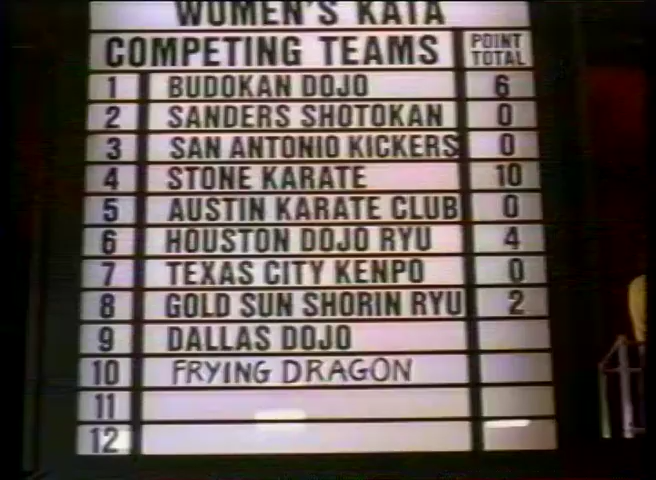 WOMEN'S KATA
COMPETING TEAMS POINT TOTAL
1 BUDOKAN DOJO 6
2 SANDERS SHOTOKAN 0
3 SAN ANTONIO KICKERS 0
4 STONE KARATE 10
5 AUSTIN KARATE CLUB 0
6 HOUSTON DOJO RYU 4
7 TEXAS CITY KENPO 0
8 GOLD SUN SHORIN RYU 2
9 DALLAS DOJO
10 FRYING DRAGON
11
12